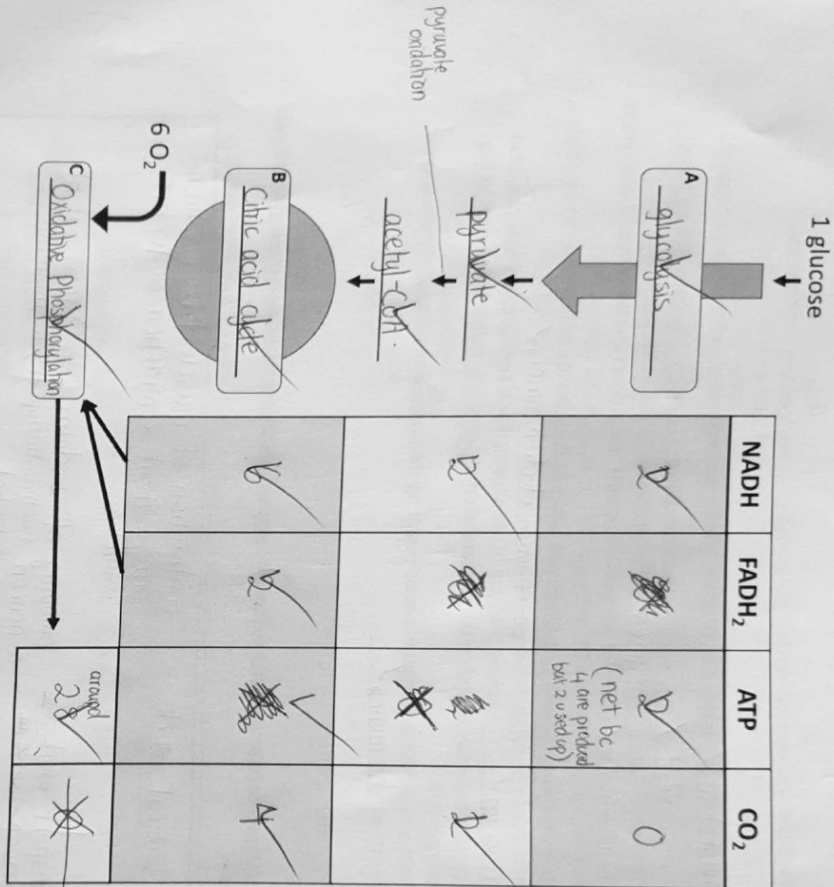 1 glucose
NADH
FADH₂
ATP
CO₂
A
glycolysis
2
2
(net bc
4 are produced
but 2 used up)
0
pyruvate
pyruvate
oxidation
acetyl-CoA.
2
2
B
Citric acid cycle
6
2
4
6 O₂
C
Oxidative Phosphorylation
around
28